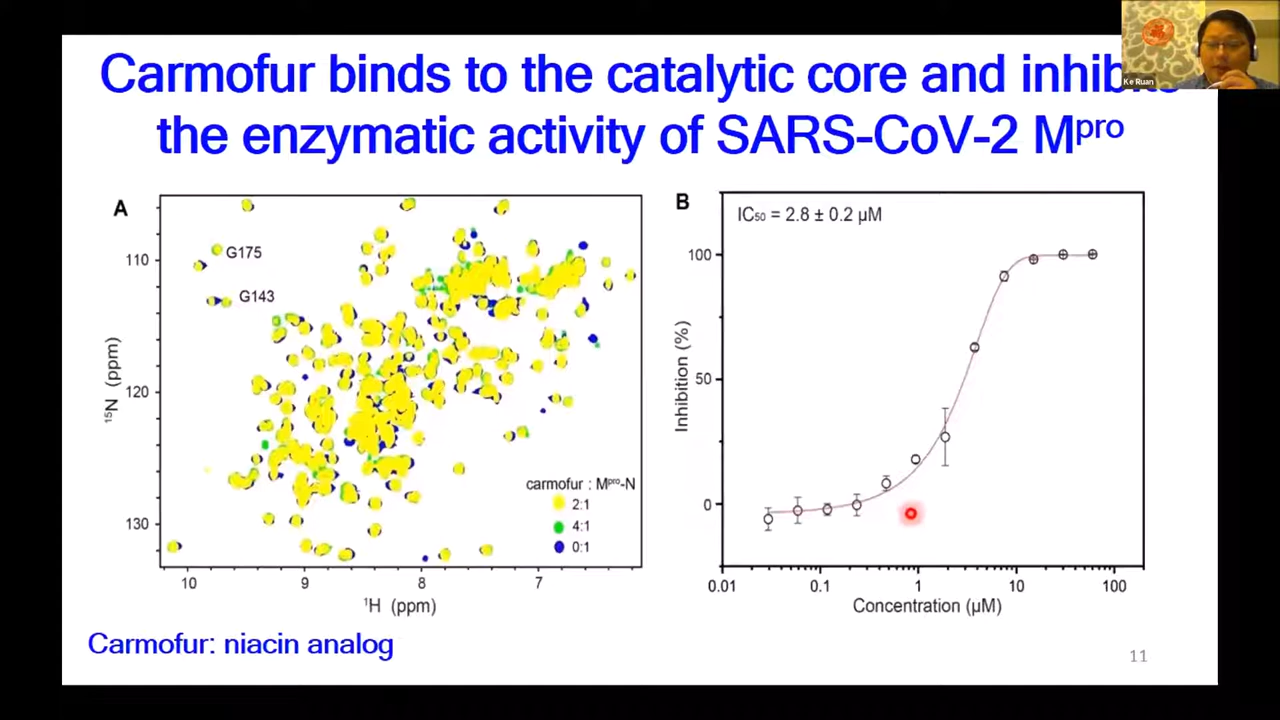 Carmofur binds to the catalytic core and inhibits
the enzymatic activity of SARS-CoV-2 Mpro
Ke Ruan
A
G175
G143
110
120
130
15N (ppm)
10
9
8
7
1H (ppm)
carmofur : Mpro-N
2:1
4:1
0:1
B
IC50 = 2.8 ± 0.2 µM
100
50
0
Inhibition (%)
0.01
0.1
1
10
100
Concentration (µM)
Carmofur: niacin analog
11